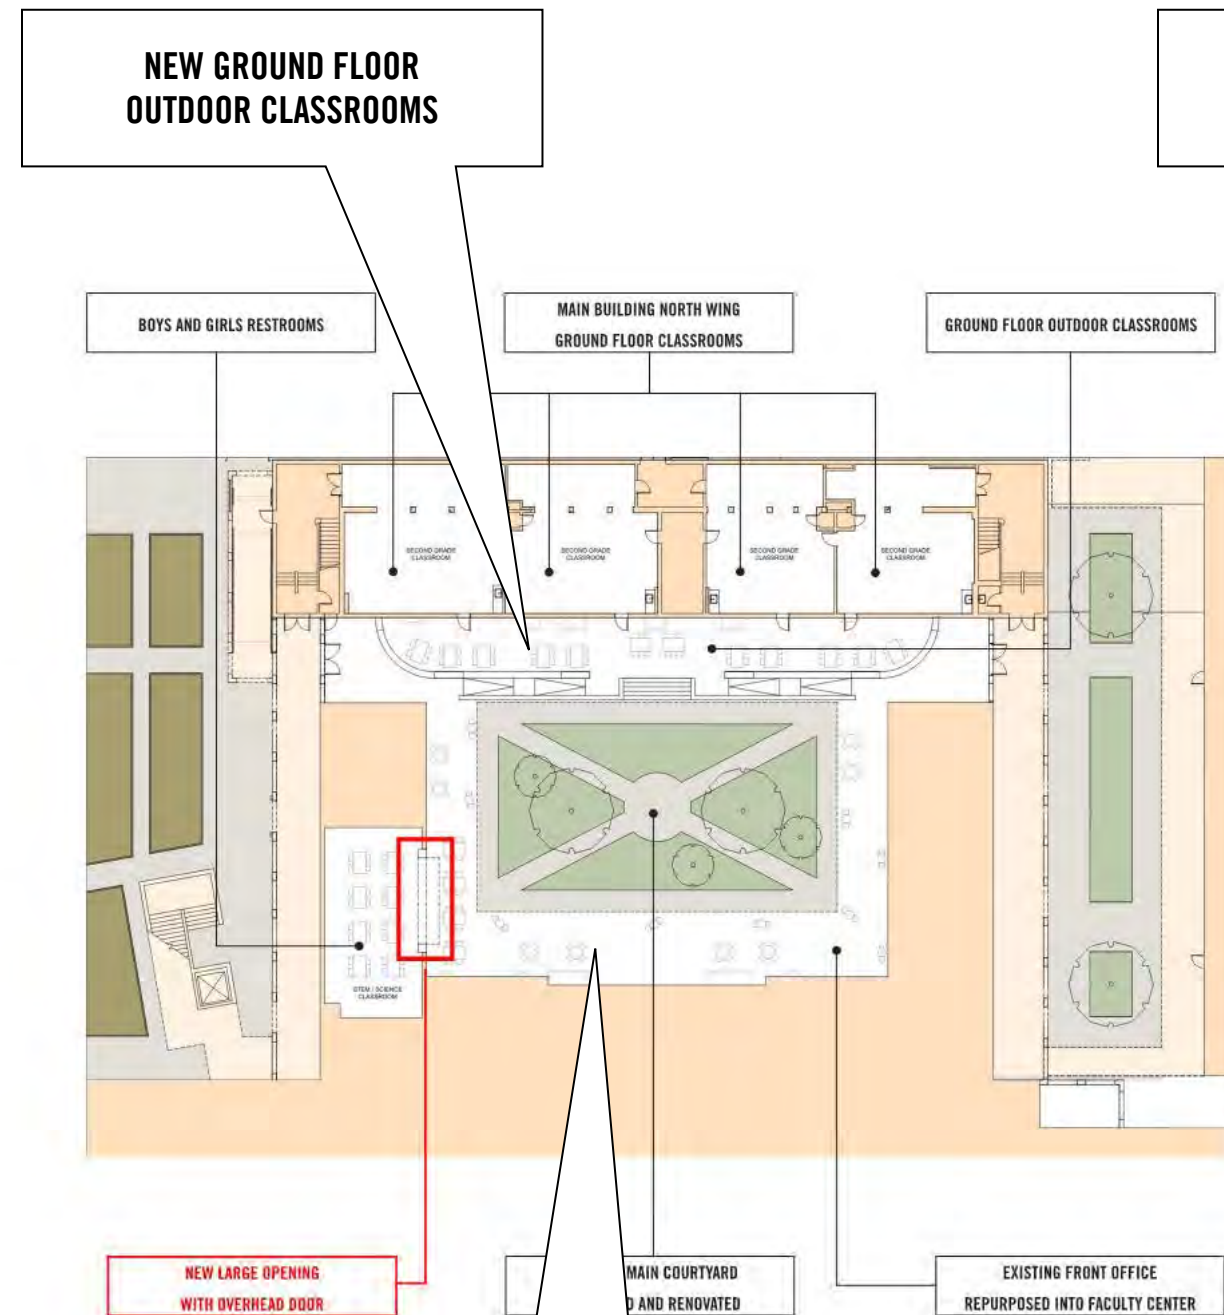 NEW GROUND FLOOR
OUTDOOR CLASSROOMS
BOYS AND GIRLS RESTROOMS
MAIN BUILDING NORTH WING
GROUND FLOOR CLASSROOMS
GROUND FLOOR OUTDOOR CLASSROOMS
SECOND GRADE
CLASSROOM
SECOND GRADE
CLASSROOM
SECOND GRADE
CLASSROOM
SECOND GRADE
CLASSROOM
STEM / SCIENCE
CLASSROOM
NEW LARGE OPENING
WITH OVERHEAD DOOR
MAIN COURTYARD
AND RENOVATED
EXISTING FRONT OFFICE
REPURPOSED INTO FACULTY CENTER